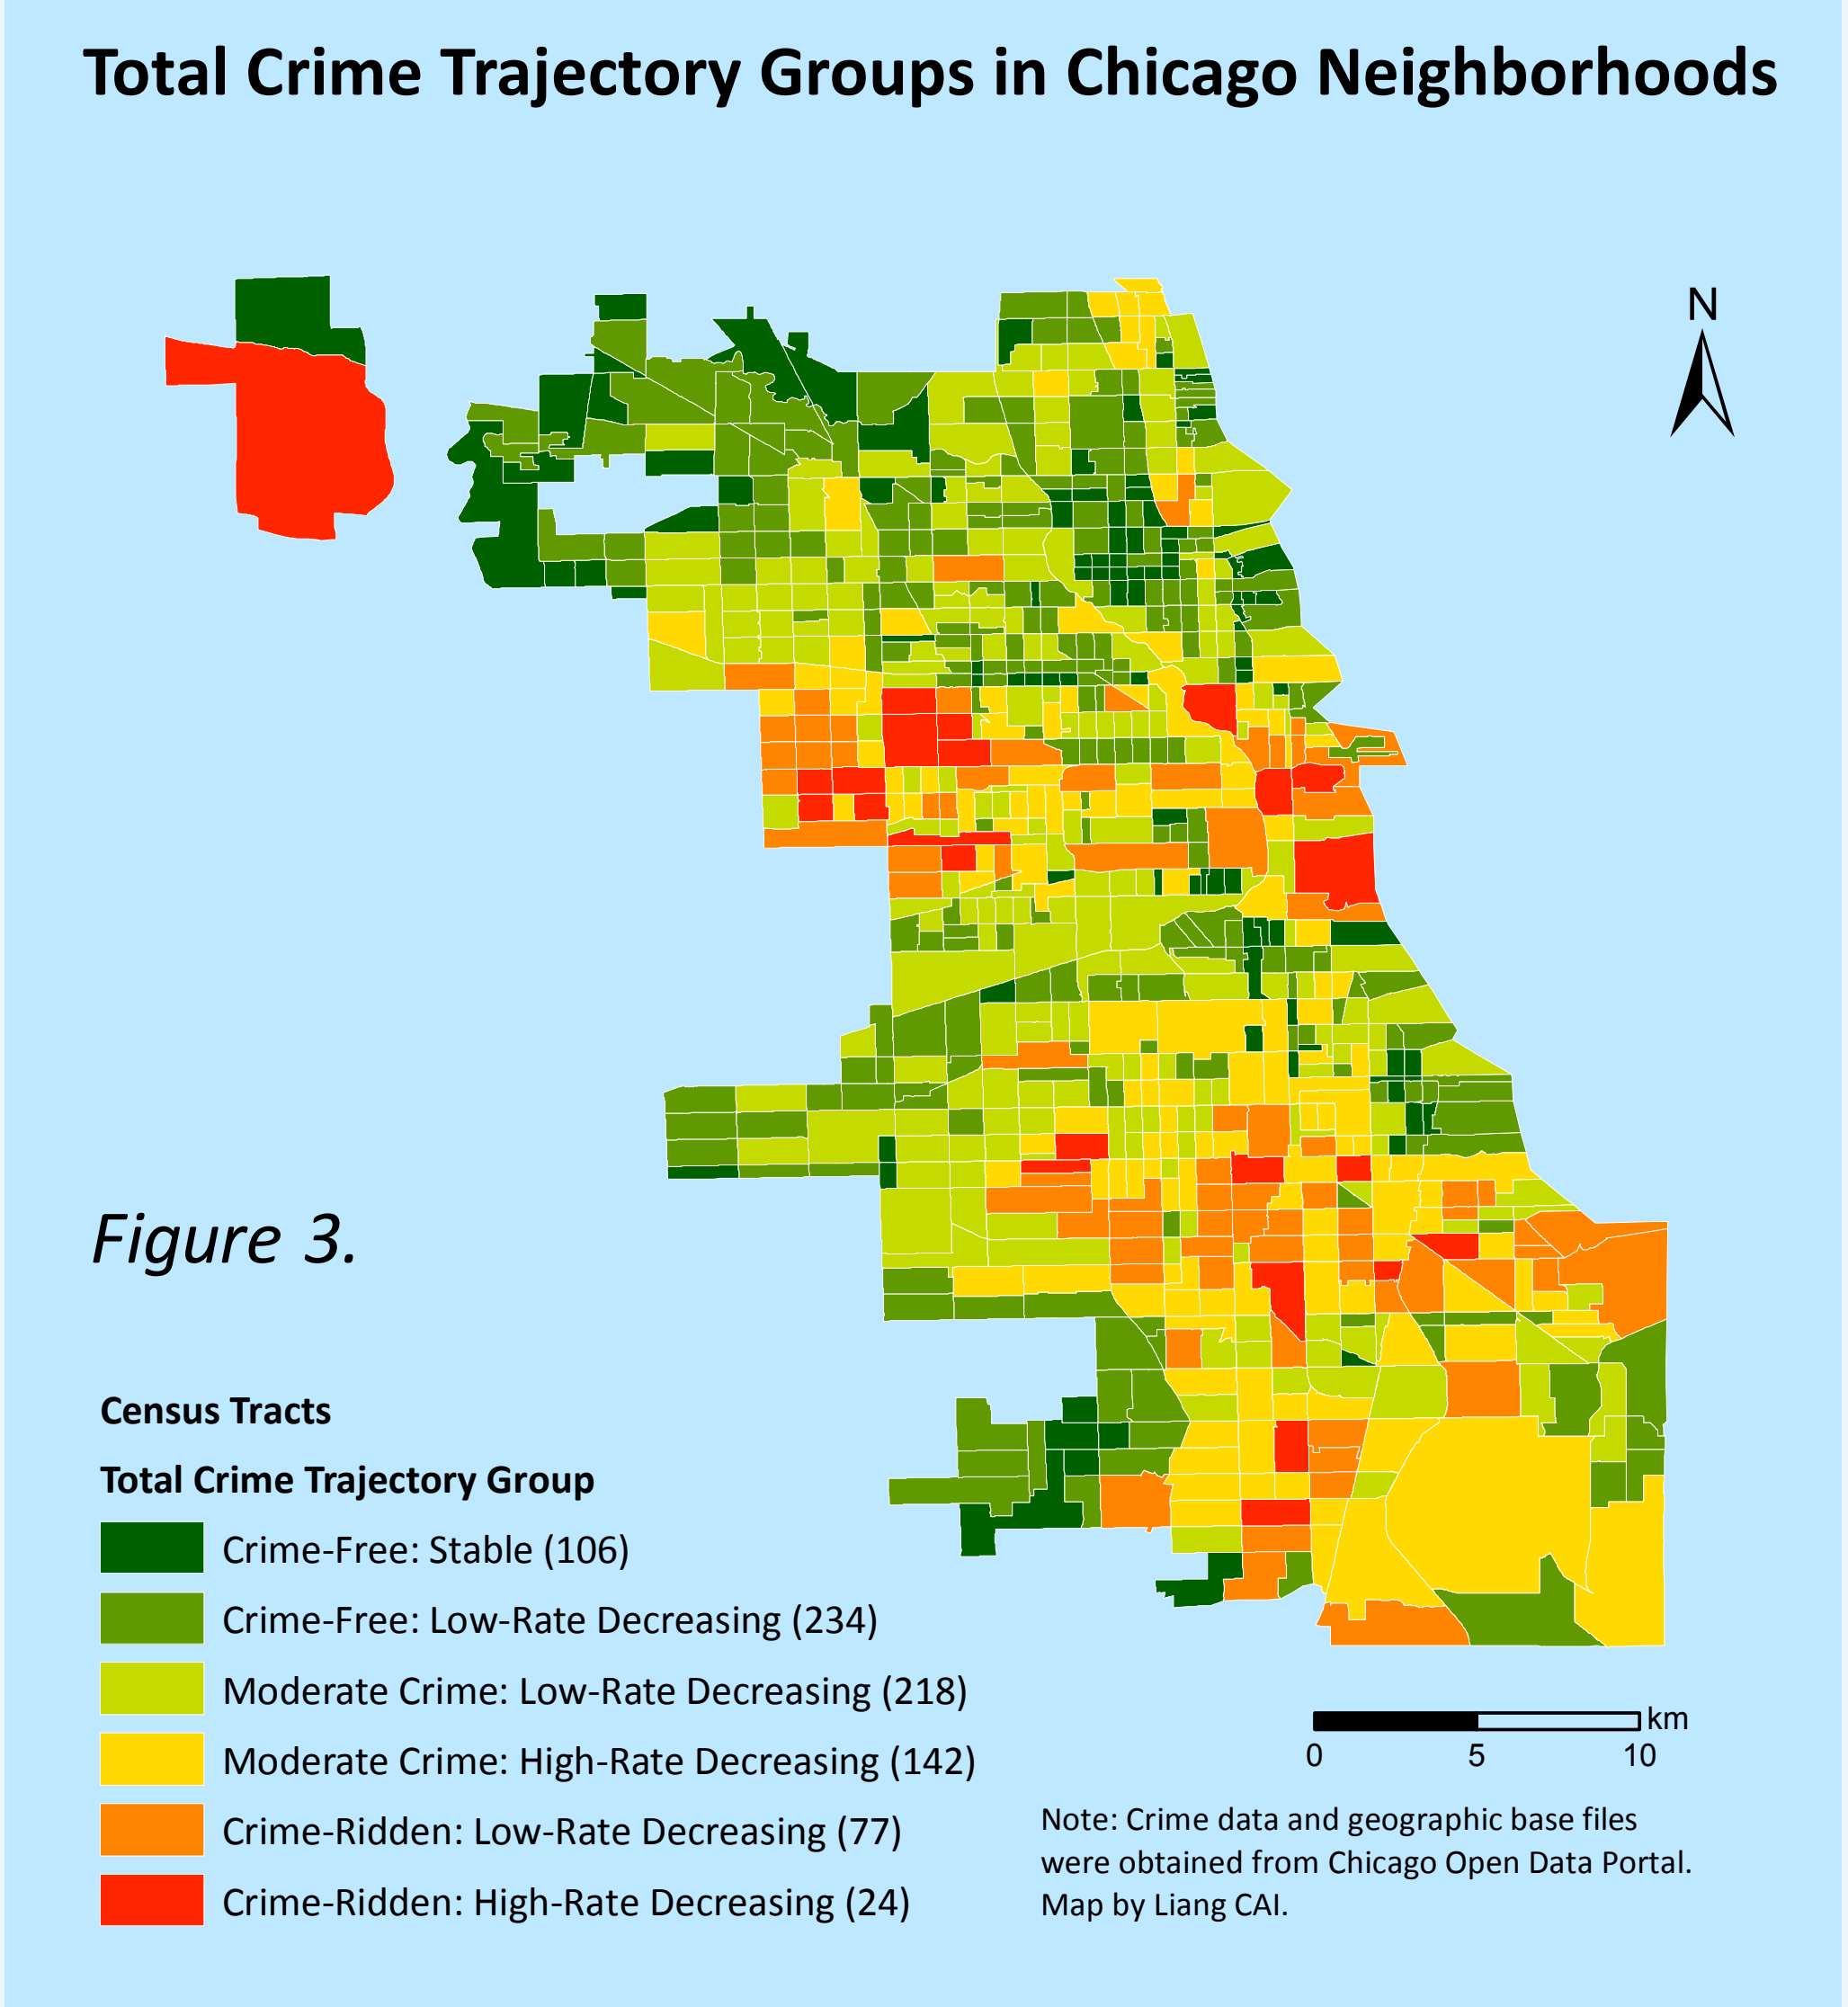 Total Crime Trajectory Groups in Chicago Neighborhoods
N
Figure 3.
Census Tracts
Total Crime Trajectory Group
Crime-Free: Stable (106)
Crime-Free: Low-Rate Decreasing (234)
Moderate Crime: Low-Rate Decreasing (218)
Moderate Crime: High-Rate Decreasing (142)
Crime-Ridden: Low-Rate Decreasing (77)
Crime-Ridden: High-Rate Decreasing (24)
km
0 5 10
Note: Crime data and geographic base files
were obtained from Chicago Open Data Portal.
Map by Liang CAI.